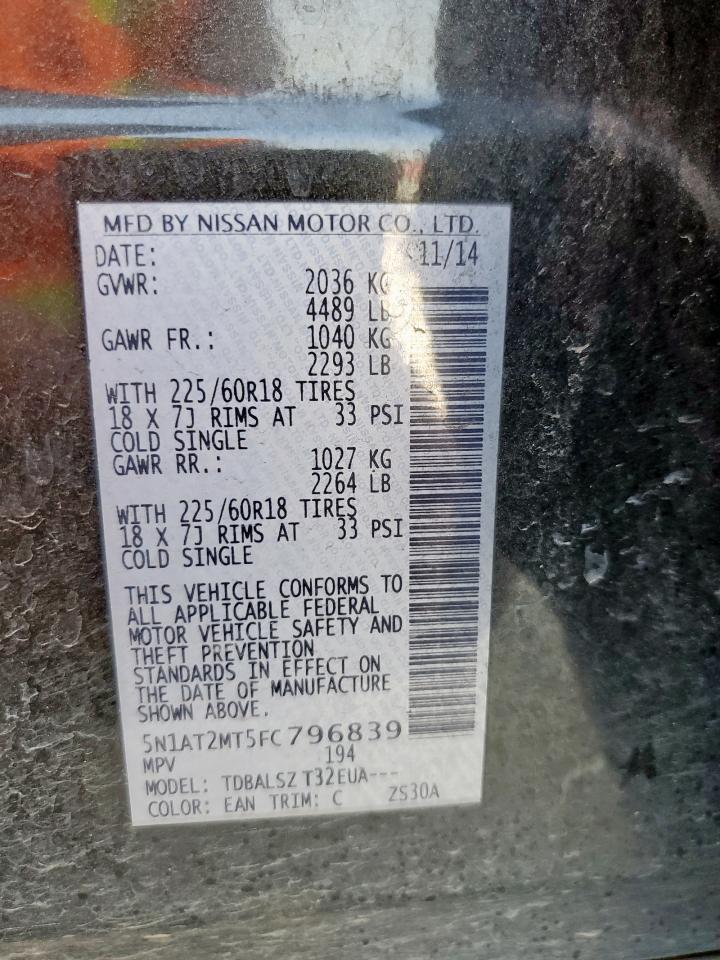 MFD BY NISSAN MOTOR CO., LTD.
DATE: 11/14
GVWR: 2036 KG
4489 LB
GAWR FR.: 1040 KG
2293 LB
WITH 225/60R18 TIRES
18 X 7J RIMS AT 33 PSI
COLD SINGLE
GAWR RR.: 1027 KG
2264 LB
WITH 225/60R18 TIRES
18 X 7J RIMS AT 33 PSI
COLD SINGLE
THIS VEHICLE CONFORMS TO
ALL APPLICABLE FEDERAL
MOTOR VEHICLE SAFETY AND
THEFT PREVENTION
STANDARDS IN EFFECT ON
THE DATE OF MANUFACTURE
SHOWN ABOVE.
5N1AT2MT5FC796839
MPV 194
MODEL: TDBALSZ T32EUA---
COLOR: EAN TRIM: C ZS30A